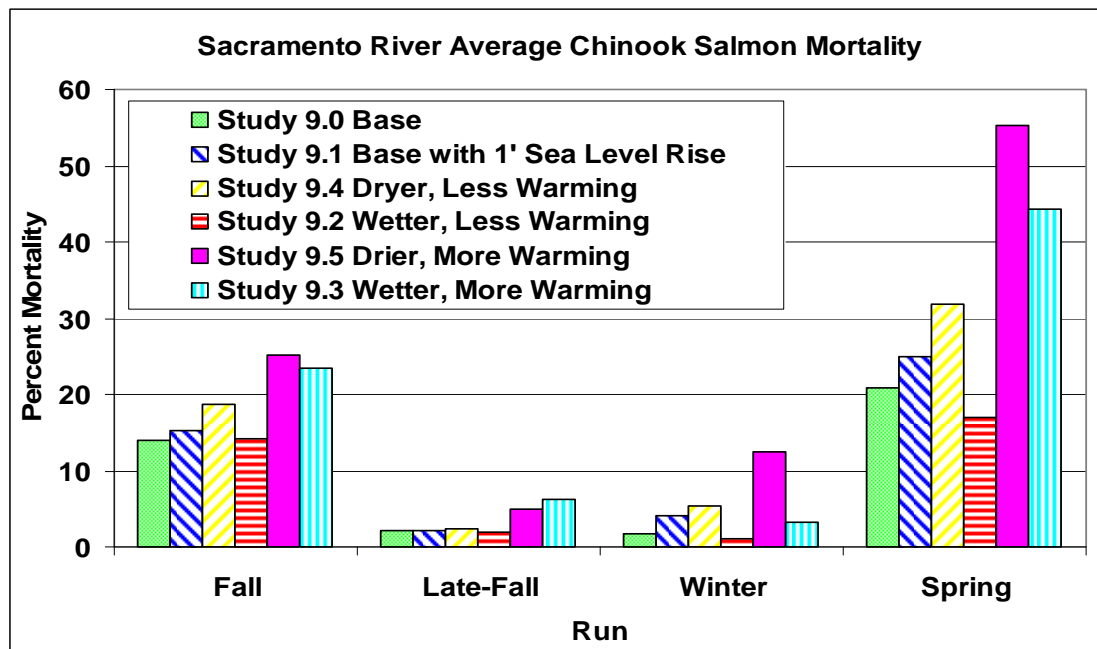 Sacramento River Average Chinook Salmon Mortality
60
50
40
30
20
10
0
Percent Mortality
Study 9.0 Base
Study 9.1 Base with 1' Sea Level Rise
Study 9.4 Dryer, Less Warming
Study 9.2 Wetter, Less Warming
Study 9.5 Drier, More Warming
Study 9.3 Wetter, More Warming
Fall Late-Fall Winter Spring
Run